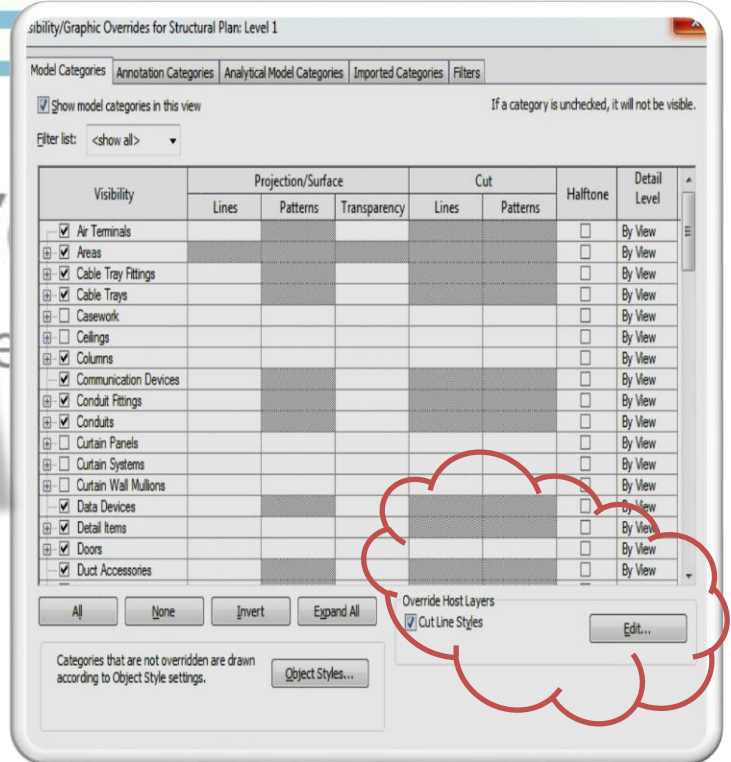 sibility/Graphic Overrides for Structural Plan: Level 1
Model Categories Annotation Categories Analytical Model Categories Imported Categories Filters
Show model categories in this view If a category is unchecked, it will not be visible.
Filter list: <show all>
Visibility Projection/Surface Cut Halftone Detail Level
Lines Patterns Transparency Lines Patterns
Air Terminals By View
Areas By View
Cable Tray Fittings By View
Cable Trays By View
Casework By View
Ceilings By View
Columns By View
Communication Devices By View
Conduit Fittings By View
Conduits By View
Curtain Panels By View
Curtain Systems By View
Curtain Wall Mullions By View
Data Devices By View
Detail Items By View
Doors By View
Duct Accessories By View
All None Invert Expand All
Override Host Layers
Cut Line Styles Edit...
Categories that are not overridden are drawn
according to Object Style settings. Object Styles...